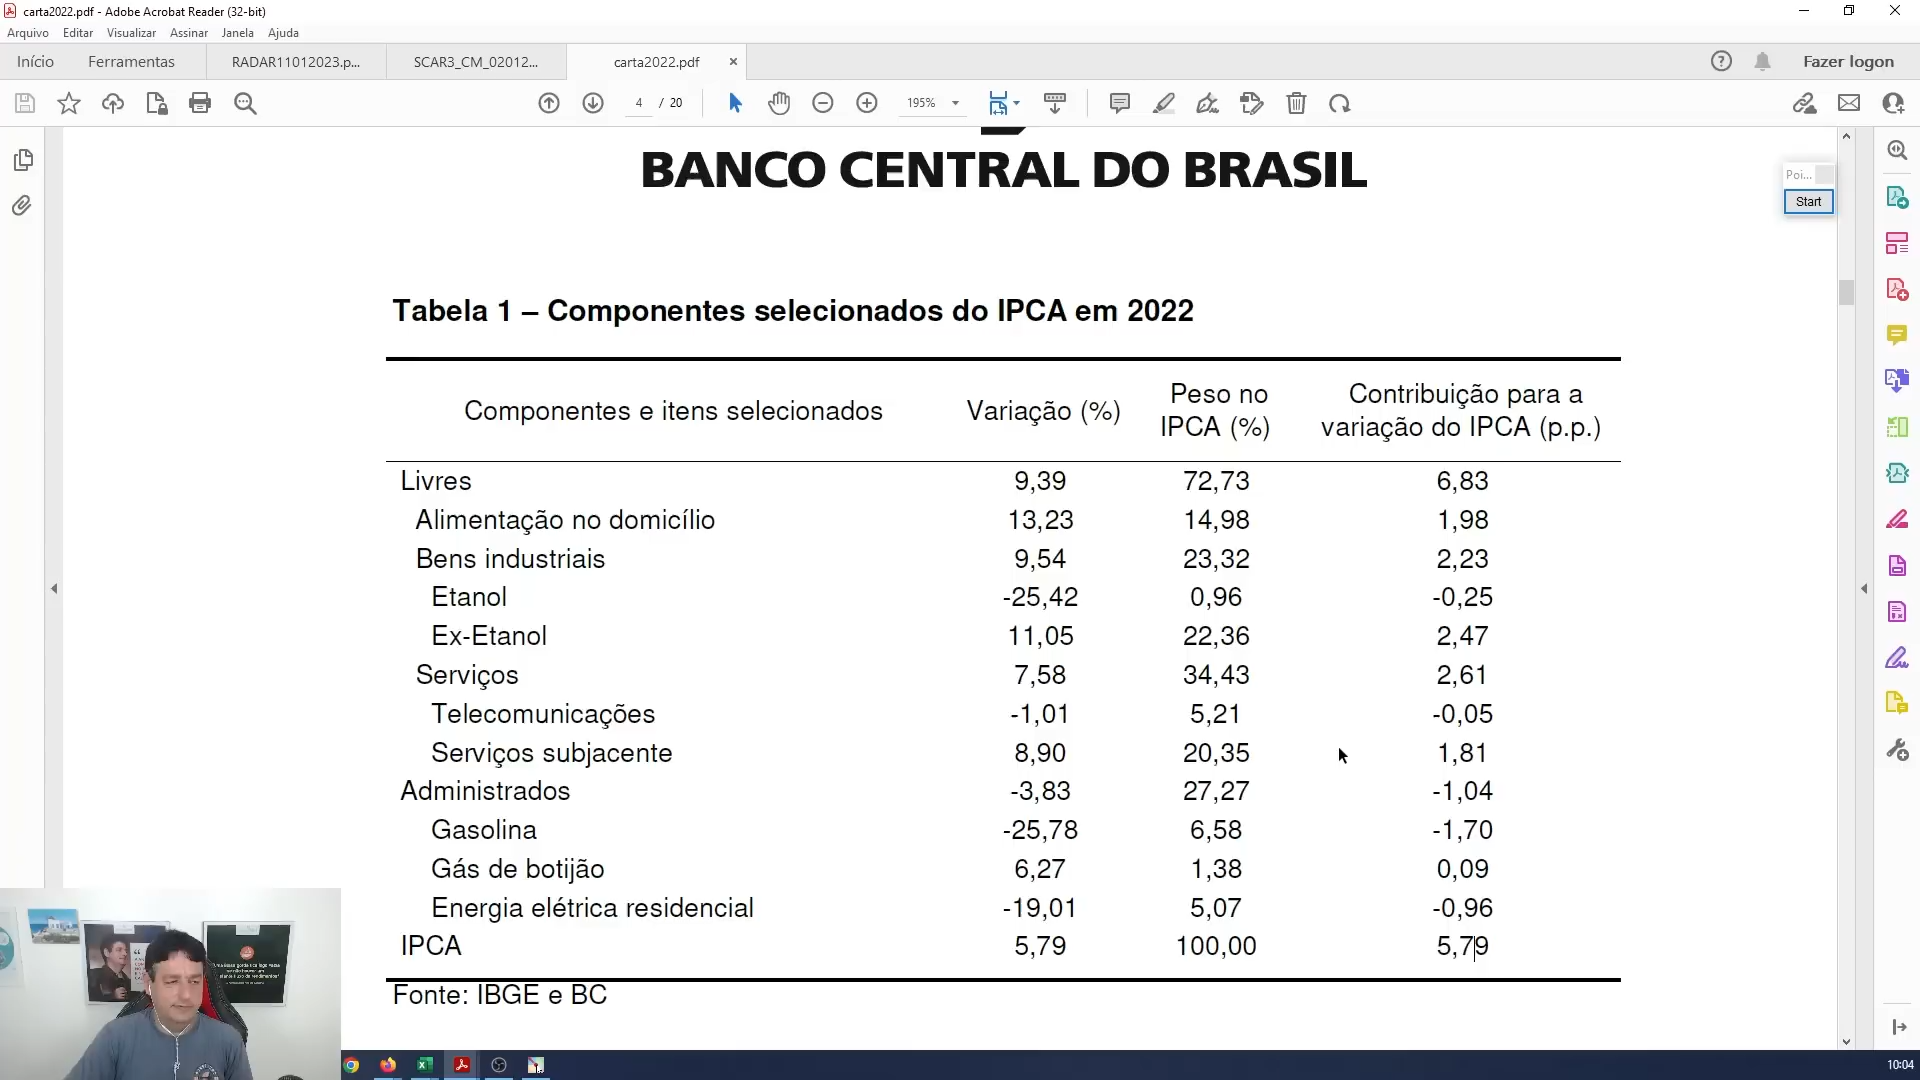 carta2022.pdf - Adobe Acrobat Reader (32-bit)
Arquivo Editar Visualizar Assinar Janela Ajuda
Início Ferramentas RADAR11012023.p... SCAR3_CM_02012... carta2022.pdf Fazer logon
4 / 20 195%
BANCO CENTRAL DO BRASIL
Poi...
Start
Tabela 1 – Componentes selecionados do IPCA em 2022
Componentes e itens selecionados Variação (%) Peso no IPCA (%) Contribuição para a variação do IPCA (p.p.)
Livres 9,39 72,73 6,83
Alimentação no domicílio 13,23 14,98 1,98
Bens industriais 9,54 23,32 2,23
Etanol -25,42 0,96 -0,25
Ex-Etanol 11,05 22,36 2,47
Serviços 7,58 34,43 2,61
Telecomunicações -1,01 5,21 -0,05
Serviços subjacente 8,90 20,35 1,81
Administrados -3,83 27,27 -1,04
Gasolina -25,78 6,58 -1,70
Gás de botijão 6,27 1,38 0,09
Energia elétrica residencial -19,01 5,07 -0,96
IPCA 5,79 100,00 5,79
Fonte: IBGE e BC
10:04